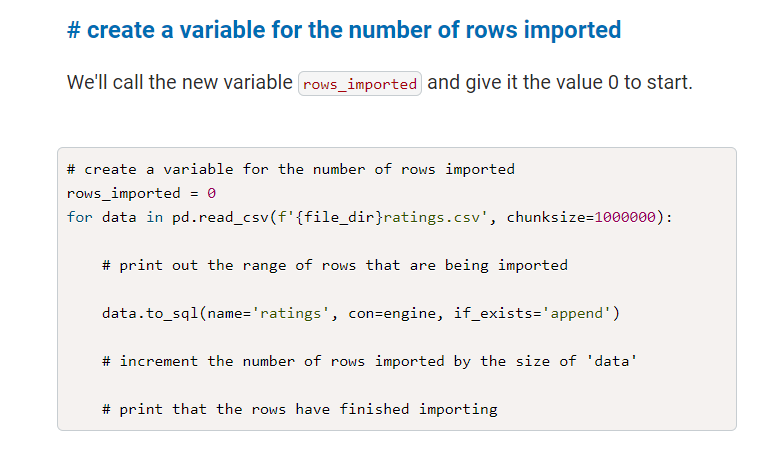 # create a variable for the number of rows imported
We'll call the new variable rows_imported and give it the value 0 to start.
# create a variable for the number of rows imported
rows_imported = 0
for data in pd.read_csv(f'{file_dir}ratings.csv', chunksize=1000000):
# print out the range of rows that are being imported
data.to_sql(name='ratings', con=engine, if_exists='append')
# increment the number of rows imported by the size of 'data'
# print that the rows have finished importing